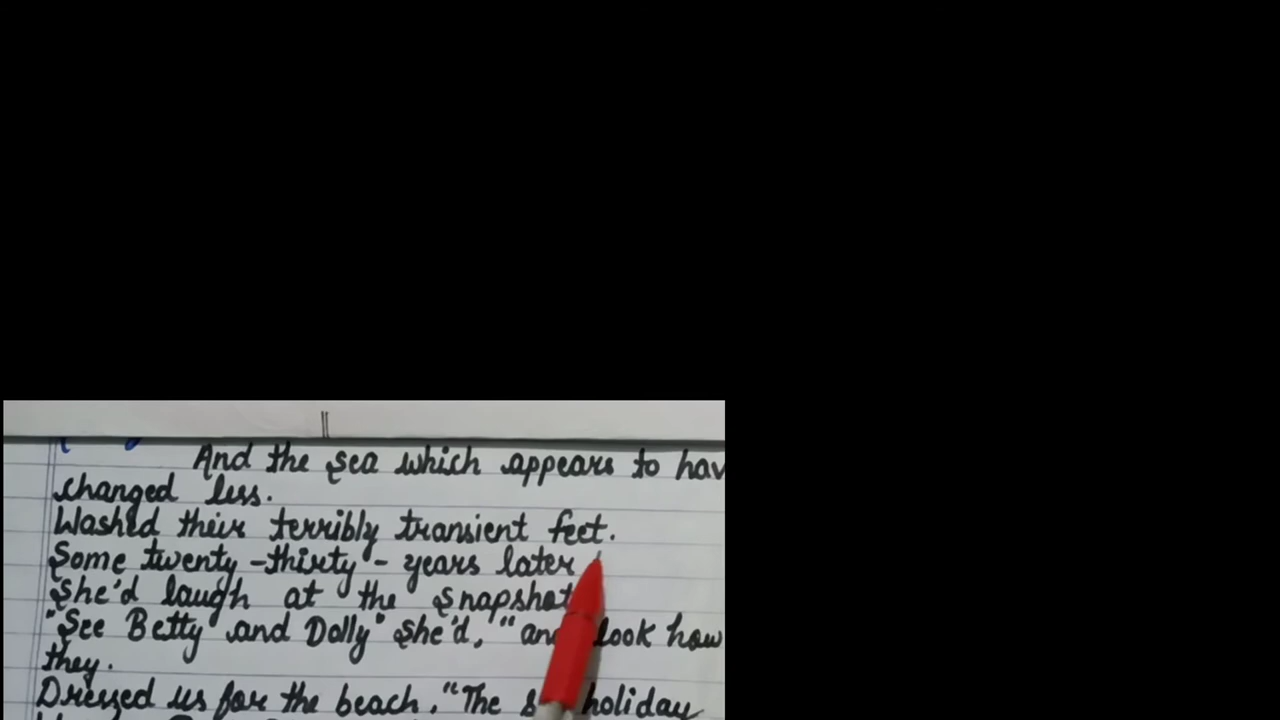 And the sea which appears to hav
changed less.
Washed their terribly transient feet.
Some twenty-thirty- years later
She'd laugh at the snapshot
"See Betty and Dolly" she'd, "and look how
they.
Dressed us for the beach. "The s holiday